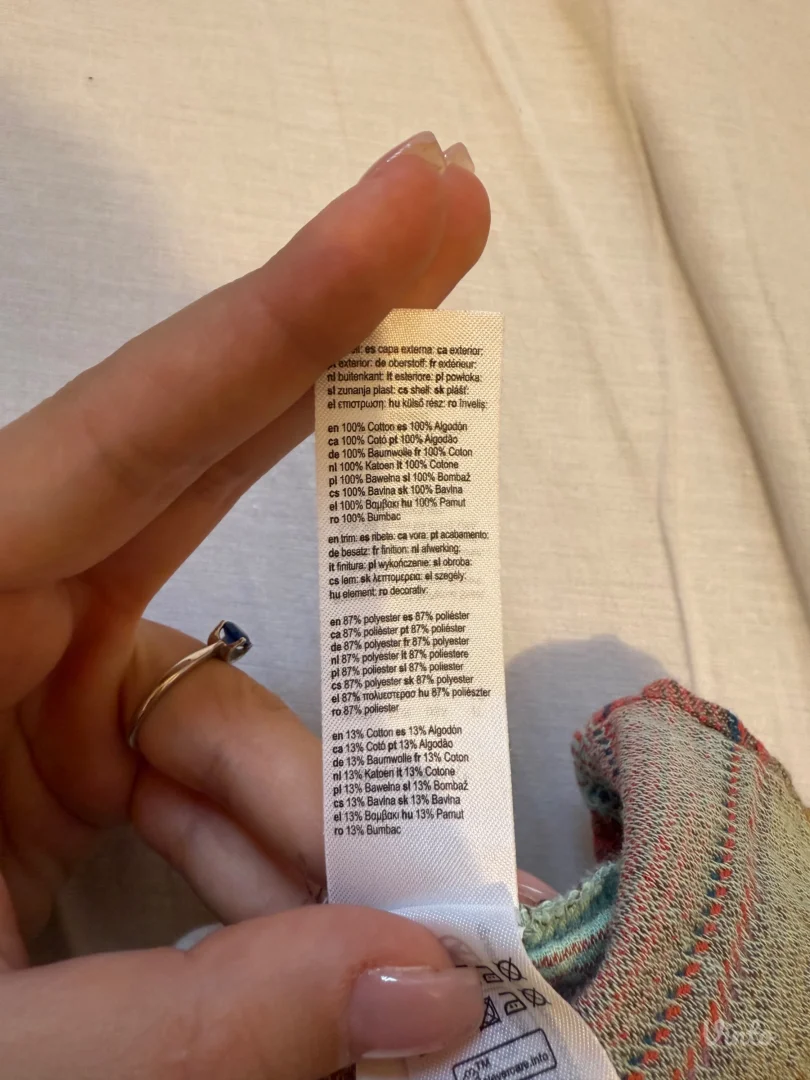 es capa externa: ca exterior:
exterior: de oberstoff: fr extérieur:
nl buitenkant: it esteriore: pl powłoka:
sl zunanja plast: cs shell: sk plášť:
el επιστρωση: hu külső rész: ro înveliș:
en 100% Cotton es 100% Algodón
ca 100% Cotó pt 100% Algodão
de 100% Baumwolle fr 100% Coton
nl 100% Katoen it 100% Cotone
pl 100% Bawełna sl 100% Bombaž
cs 100% Bavlna sk 100% Bavlna
el 100% Βαμβακι hu 100% Pamut
ro 100% Bumbac
en trim: es ribete: ca vora: pt acabamento:
de besatz: fr finition: nl afwerking:
it finitura: pl wykończenie: sl obroba:
cs lem: sk λεπτομερεια: el szegély:
hu element: ro decorativ:
en 87% polyester es 87% poliéster
ca 87% polièster pt 87% poliéster
de 87% polyester fr 87% polyester
nl 87% polyester it 87% poliestere
pl 87% poliester sl 87% poliester
cs 87% polyester sk 87% polyester
el 87% πολυεστερασ hu 87% poliészter
ro 87% poliester
en 13% Cotton es 13% Algodón
ca 13% Cotó pt 13% Algodão
de 13% Baumwolle fr 13% Coton
nl 13% Katoen it 13% Cotone
pl 13% Bawełna sl 13% Bombaž
cs 13% Bavlna sk 13% Bavlna
el 13% Βαμβακι hu 13% Pamut
ro 13% Bumbac
TM